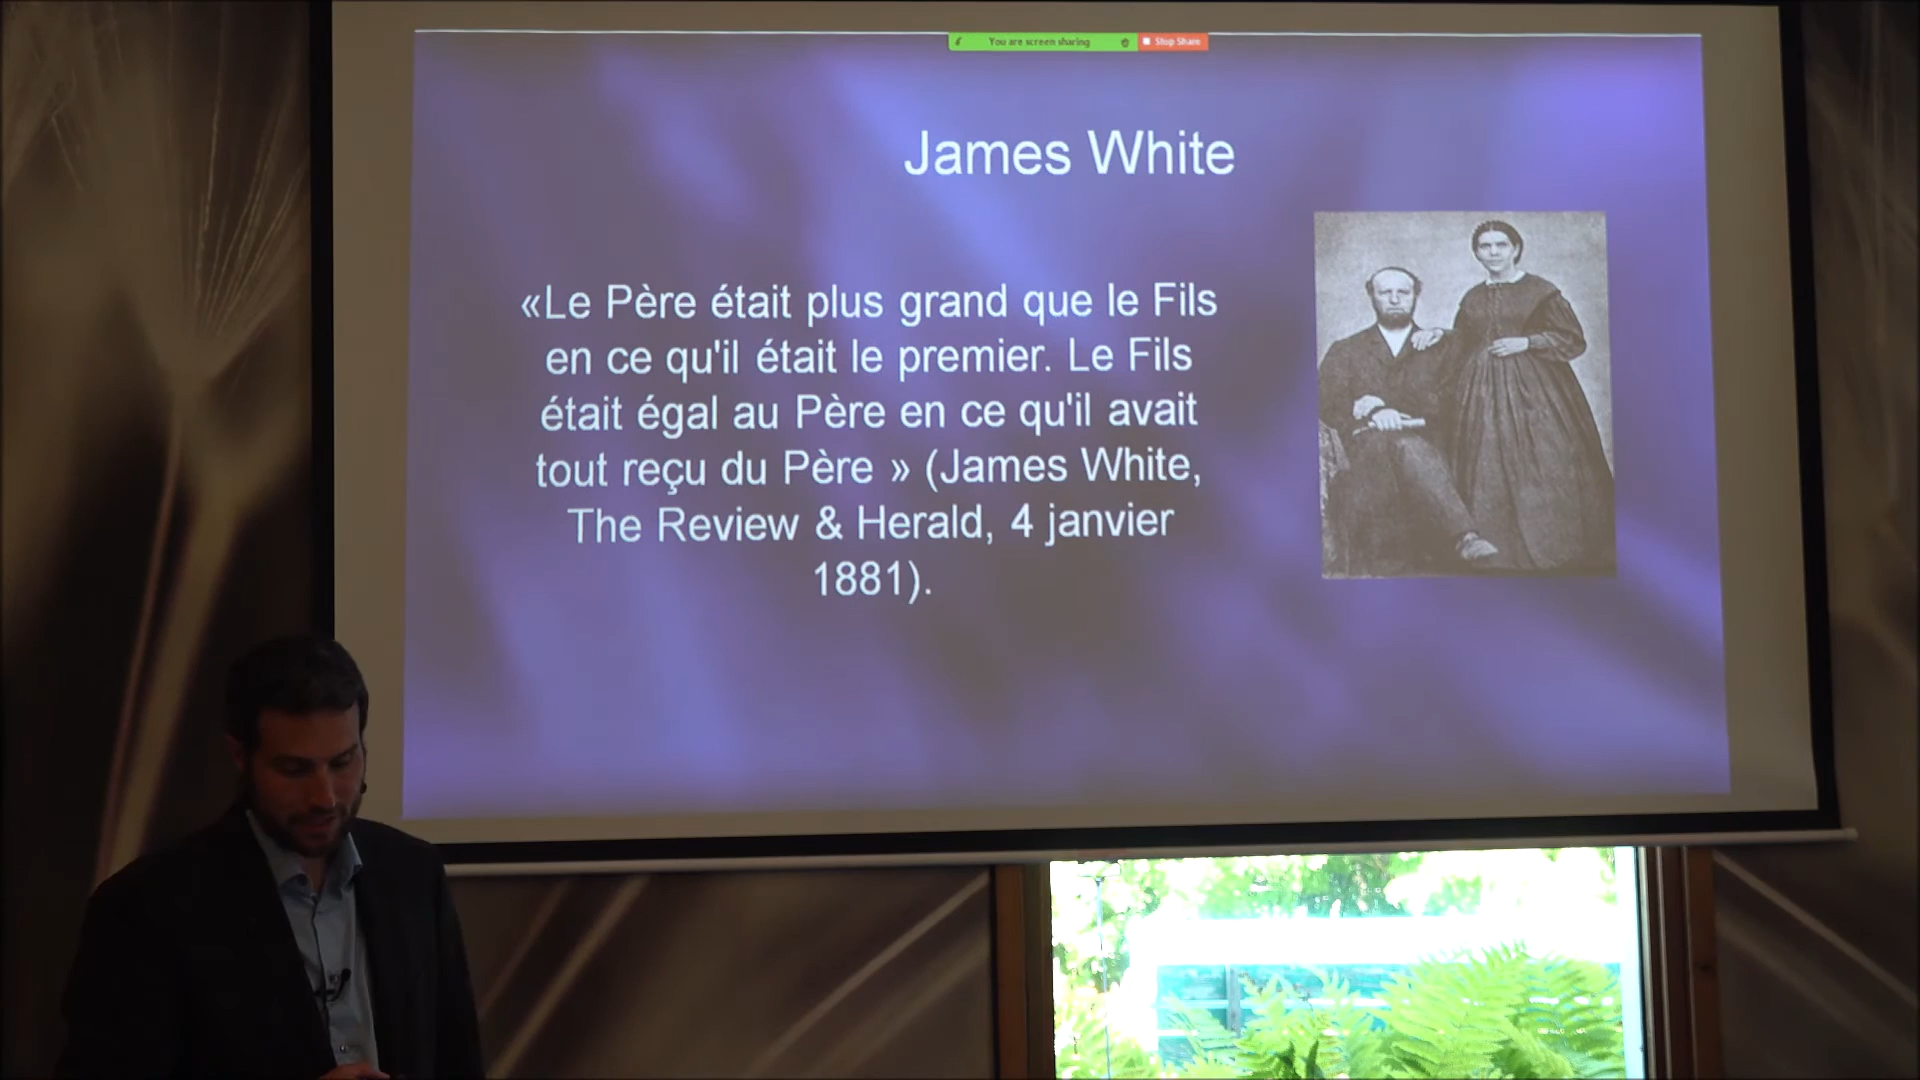 You are screen sharing
Stop Share
James White
«Le Père était plus grand que le Fils
en ce qu'il était le premier. Le Fils
était égal au Père en ce qu'il avait
tout reçu du Père » (James White,
The Review & Herald, 4 janvier
1881).